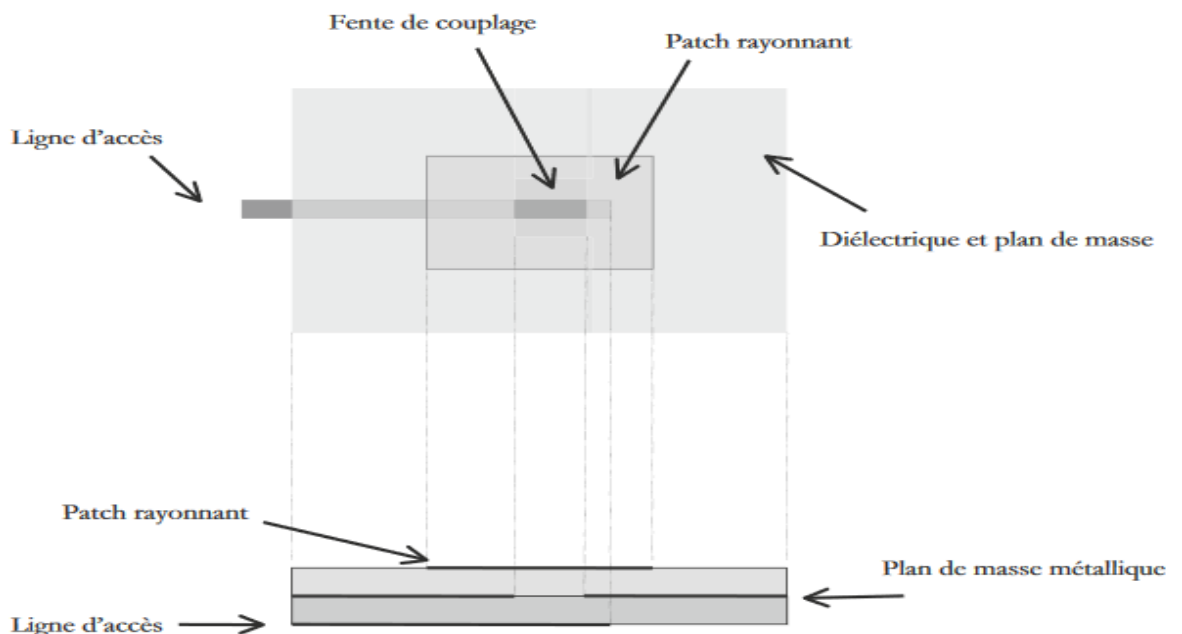 Fente de couplage
Patch rayonnant
Ligne d'accès
Diélectrique et plan de masse
Patch rayonnant
Plan de masse métallique
Ligne d'accès